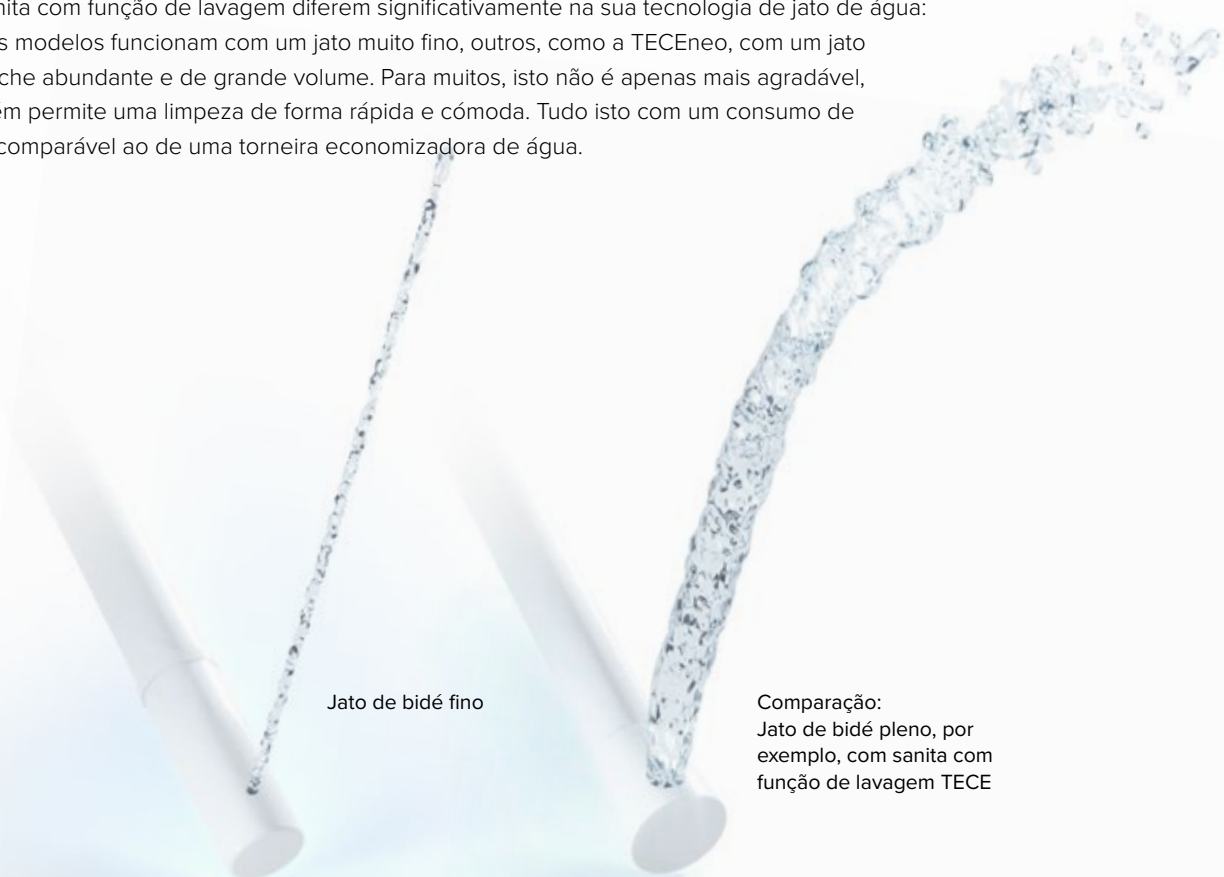 nita com função de lavagem diferem significativamente na sua tecnologia de jato de água:
s modelos funcionam com um jato muito fino, outros, como a TECEneo, com um jato
che abundante e de grande volume. Para muitos, isto não é apenas mais agradável,
ém permite uma limpeza de forma rápida e cómoda. Tudo isto com um consumo de
comparável ao de uma torneira economizadora de água.
Jato de bidé fino
Comparação:
Jato de bidé pleno, por
exemplo, com sanita com
função de lavagem TECE